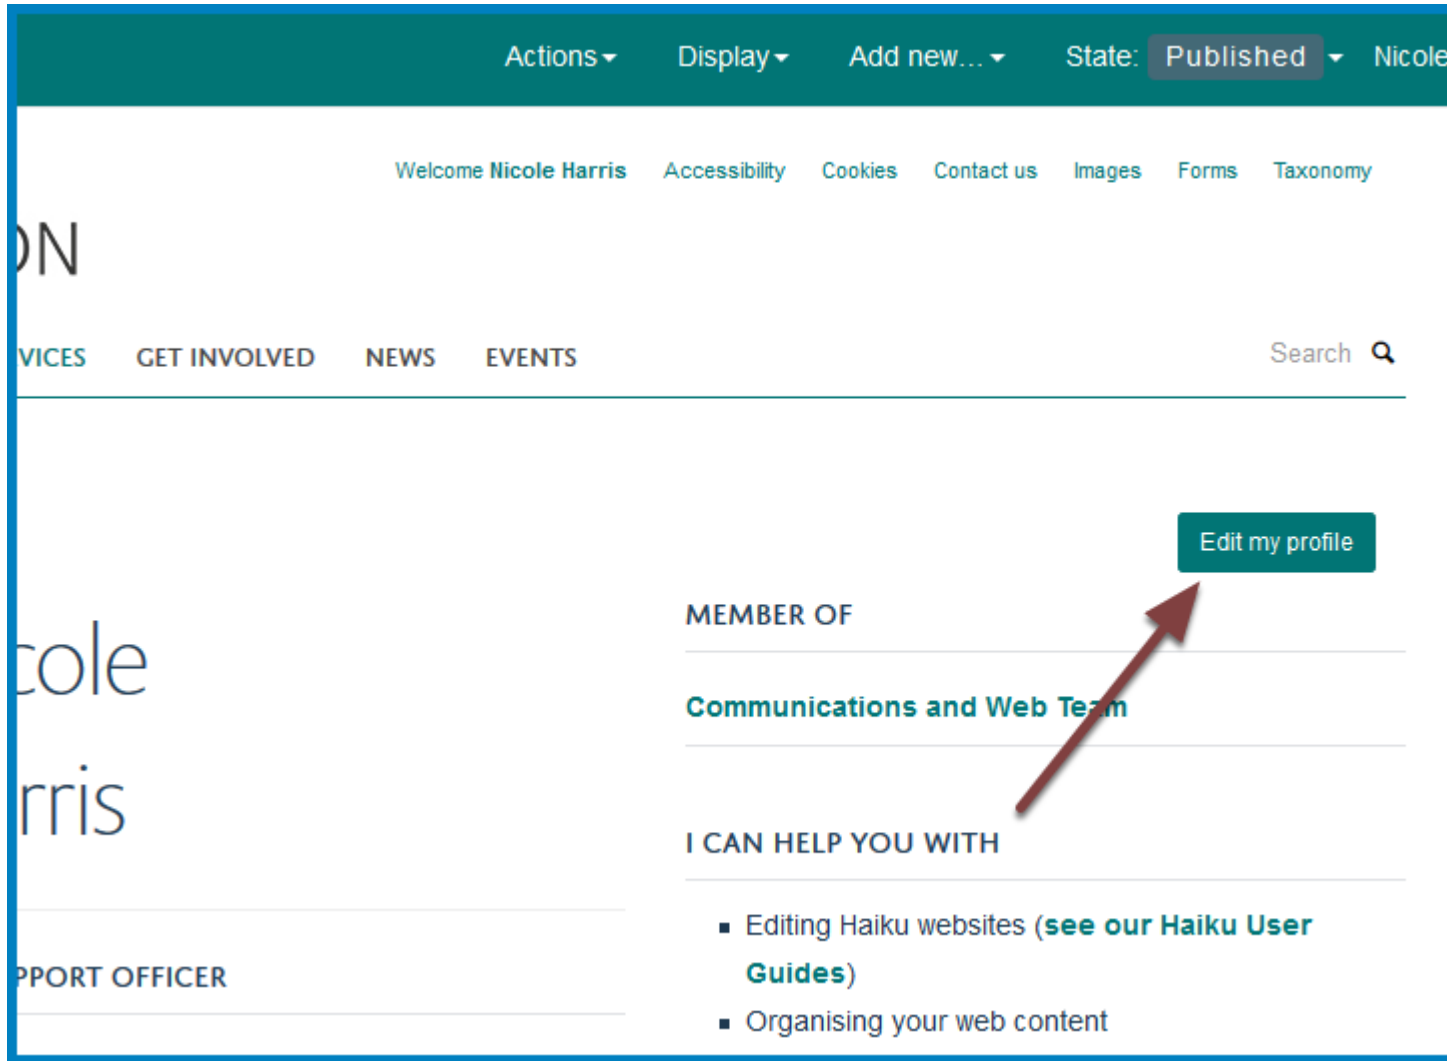 Actions Display Add new... State: Published Nicole
Welcome Nicole Harris Accessibility Cookies Contact us Images Forms Taxonomy
ON
VICES GET INVOLVED NEWS EVENTS Search
Edit my profile
cole
rris
PPORT OFFICER
MEMBER OF
Communications and Web Team
I CAN HELP YOU WITH
▪ Editing Haiku websites (see our Haiku User
Guides)
▪ Organising your web content